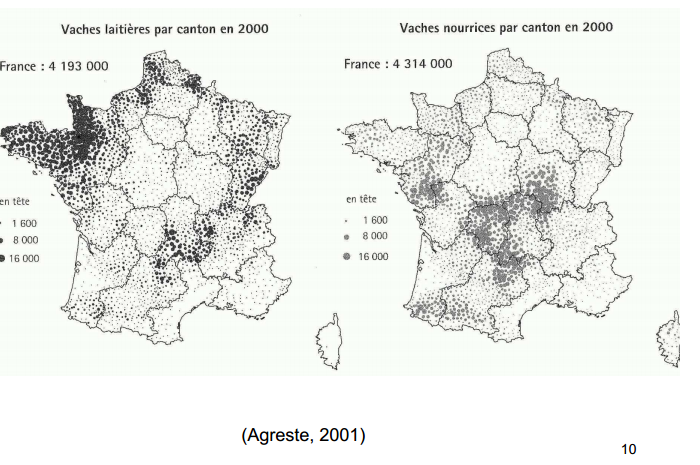 Vaches laitières par canton en 2000
France : 4 193 000
en tête
1 600
8 000
16 000
Vaches nourrices par canton en 2000
France : 4 314 000
en tête
1 600
8 000
16 000
(Agreste, 2001)
10